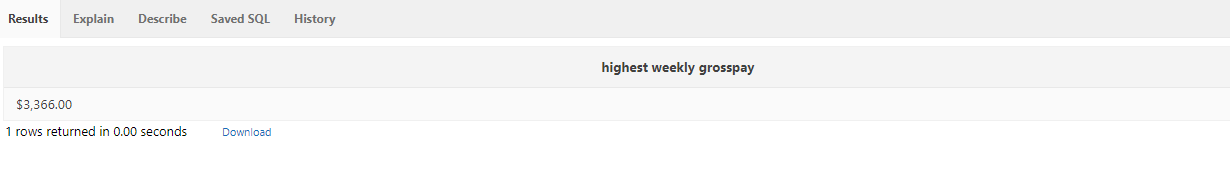 Results Explain Describe Saved SQL History
highest weekly grosspay
$3,366.00
1 rows returned in 0.00 seconds Download